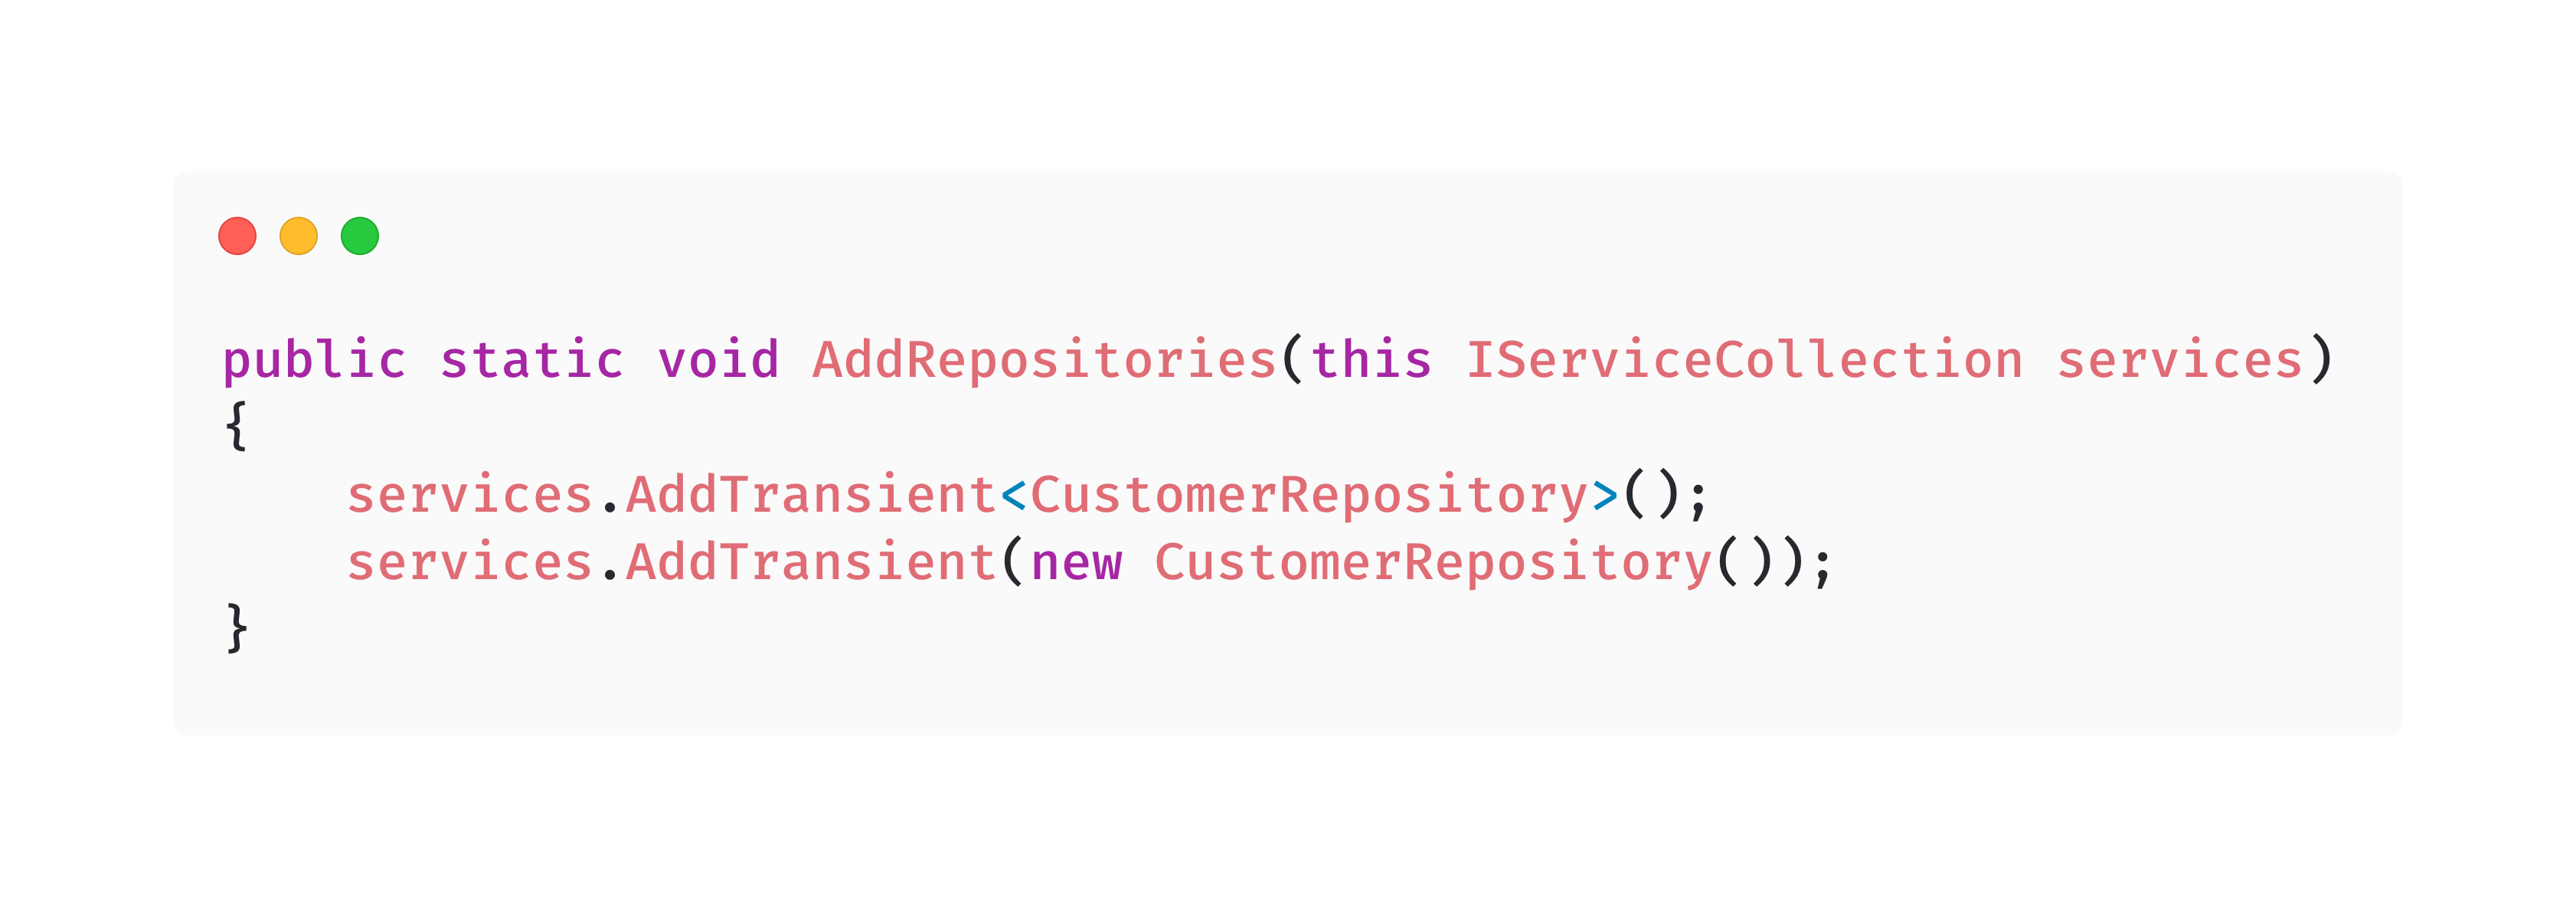 public static void AddRepositories(this IServiceCollection services)
{
    services.AddTransient<CustomerRepository>();
    services.AddTransient(new CustomerRepository());
}